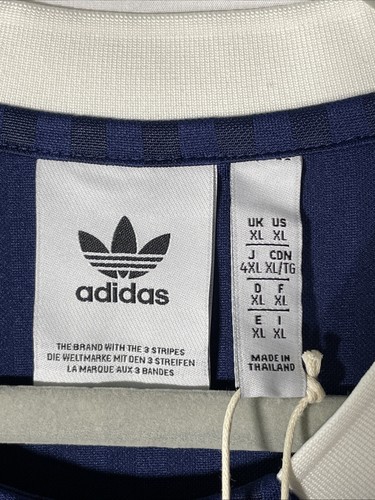 adidas
THE BRAND WITH THE 3 STRIPES
DIE WELTMARKE MIT DEN 3 STREIFEN
LA MARQUE AUX 3 BANDES
UK US
XL XL
J CDN
4XL XL/TG
D F
XL XL
E I
XL XL
MADE IN
THAILAND